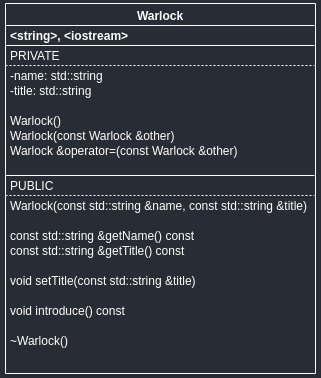 Warlock
<string>, <iostream>
PRIVATE
-name: std::string
-title: std::string
Warlock()
Warlock(const Warlock &other)
Warlock &operator=(const Warlock &other)
PUBLIC
Warlock(const std::string &name, const std::string &title)
const std::string &getName() const
const std::string &getTitle() const
void setTitle(const std::string &title)
void introduce() const
~Warlock()